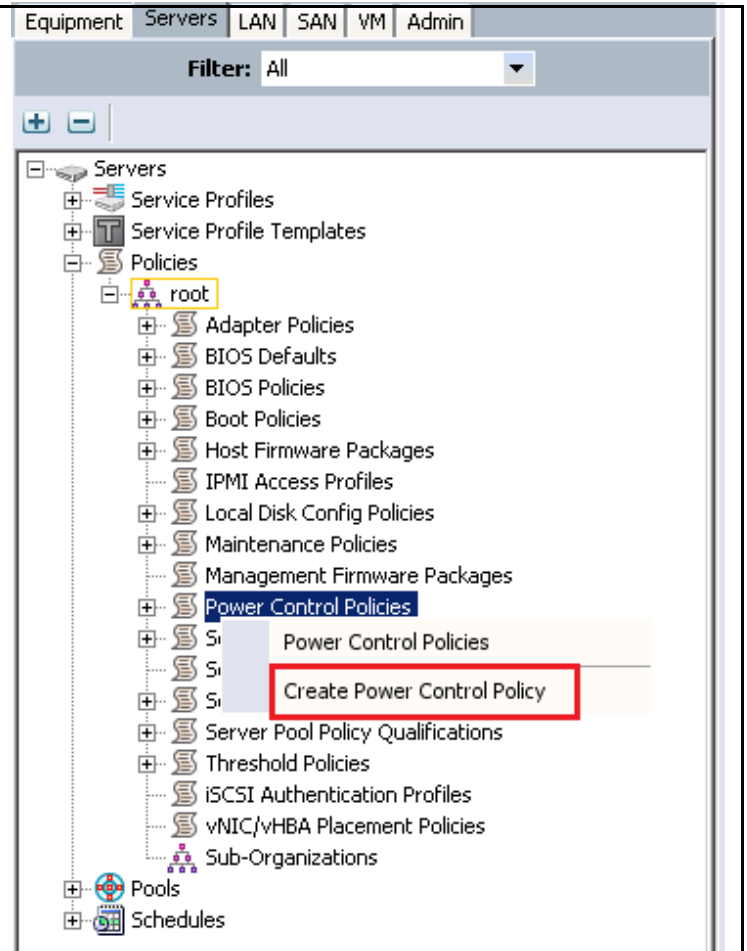 Equipment Servers LAN SAN VM Admin
Filter: All
Servers
Service Profiles
Service Profile Templates
Policies
root
Adapter Policies
BIOS Defaults
BIOS Policies
Boot Policies
Host Firmware Packages
IPMI Access Profiles
Local Disk Config Policies
Maintenance Policies
Management Firmware Packages
Power Control Policies
Power Control Policies
Create Power Control Policy
Server Pool Policy Qualifications
Threshold Policies
iSCSI Authentication Profiles
vNIC/vHBA Placement Policies
Sub-Organizations
Pools
Schedules